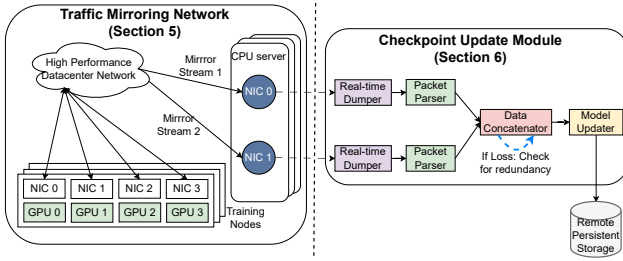 Traffic Mirroring Network
(Section 5)
High Performance
Datacenter Network
Mirrror
Stream 1
Mirrror
Stream 2
CPU server
NIC 0
NIC 1
NIC 0
NIC 1
NIC 2
NIC 3
GPU 0
GPU 1
GPU 2
GPU 3
Training
Nodes
Checkpoint Update Module
(Section 6)
Real-time
Dumper
Packet
Parser
Real-time
Dumper
Packet
Parser
Data
Concatenator
Model
Updater
If Loss: Check
for redundancy
Remote
Persistent
Storage